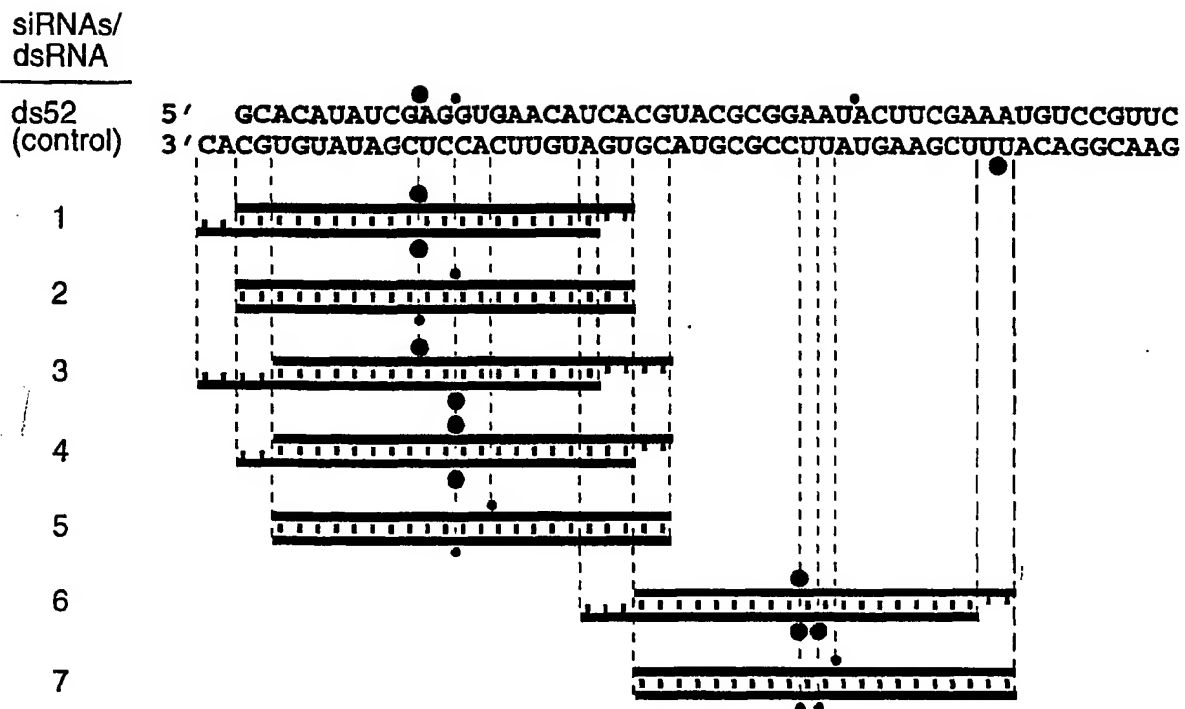 siRNAs/
dsRNA
ds52 5' GCACAUAUCGAGGUGAACAUCACGUACGCGGAAUACUUCGAAAUGUCCGUUC
(control) 3'CACGUGUAUAGCUCCACUUGUAGUGCAUGCGCCUUAUGAAGCUUUACAGGCAAG
1
2
3
4
5
6
7